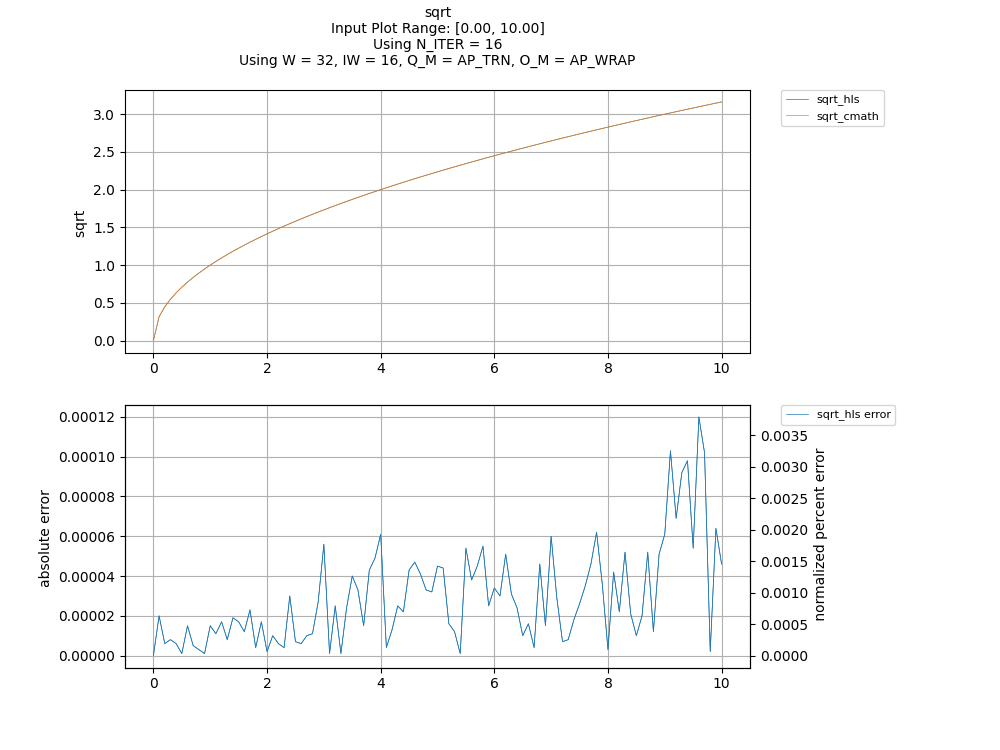 sqrt
Input Plot Range: [0.00, 10.00]
Using N_ITER = 16
Using W = 32, IW = 16, Q_M = AP_TRN, O_M = AP_WRAP
sqrt_hls
sqrt_cmath
sqrt
3.0
2.5
2.0
1.5
1.0
0.5
0.0
0 2 4 6 8 10
sqrt_hls error
absolute error
0.00012
0.00010
0.00008
0.00006
0.00004
0.00002
0.00000
0.0035
0.0030
0.0025
0.0020
0.0015
0.0010
0.0005
0.0000
normalized percent error
0 2 4 6 8 10